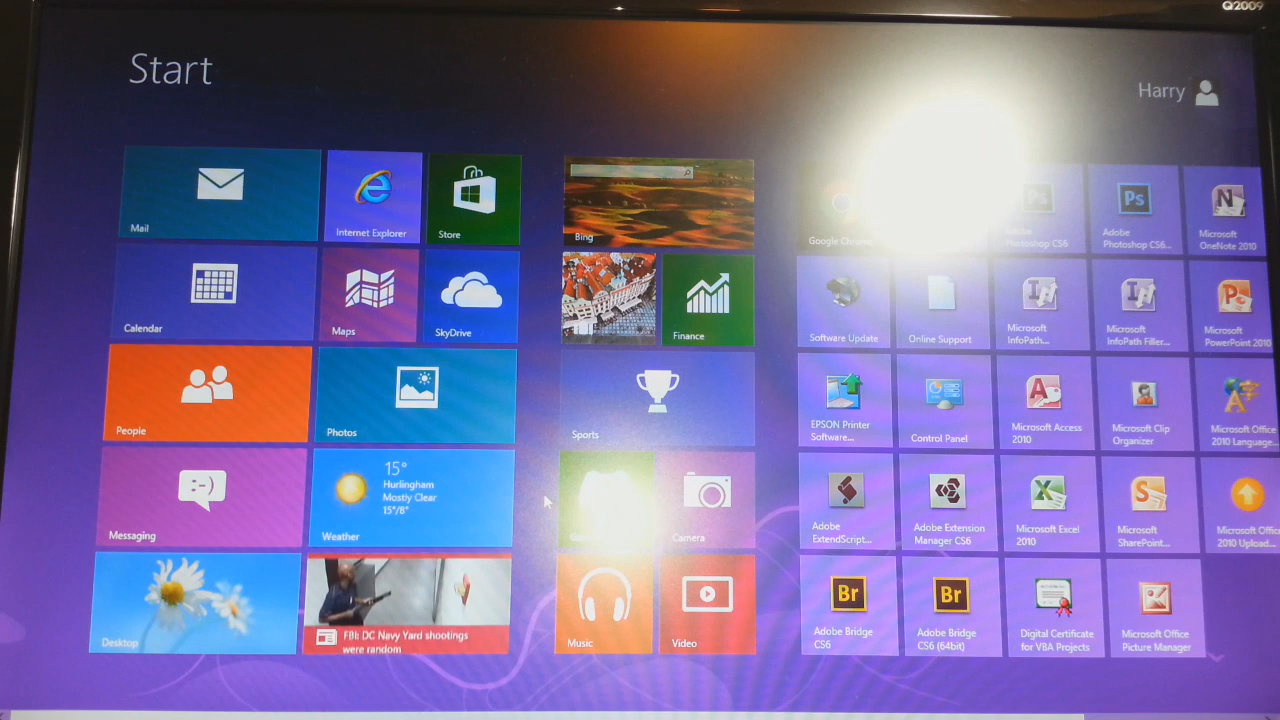 Q2009
Start
Harry
Mail
Internet Explorer
Store
Calendar
Maps
SkyDrive
People
Photos
Messaging
:-)
15°
Hurlingham
Mostly Clear
15°/8°
Weather
Desktop
FBI: DC Navy Yard shootings
were random
Bing
Finance
Sports
Camera
Music
Video
Google Chrome
Ps
Photoshop CS6
Ps
Adobe
Photoshop CS6...
N
Microsoft
OneNote 2010
Software Update
Online Support
Microsoft
InfoPath...
Microsoft
InfoPath Filler...
P
Microsoft
PowerPoint 2010
EPSON Printer
Software...
Control Panel
A
Microsoft Access
2010
Microsoft Clip
Organizer
A
Microsoft Office
2010 Language...
Adobe
ExtendScript...
Adobe Extension
Manager CS6
X
Microsoft Excel
2010
S
Microsoft
SharePoint...
Microsoft Office
2010 Upload...
Br
Adobe Bridge
CS6
Br
Adobe Bridge
CS6 (64bit)
Digital Certificate
for VBA Projects
Microsoft Office
Picture Manager